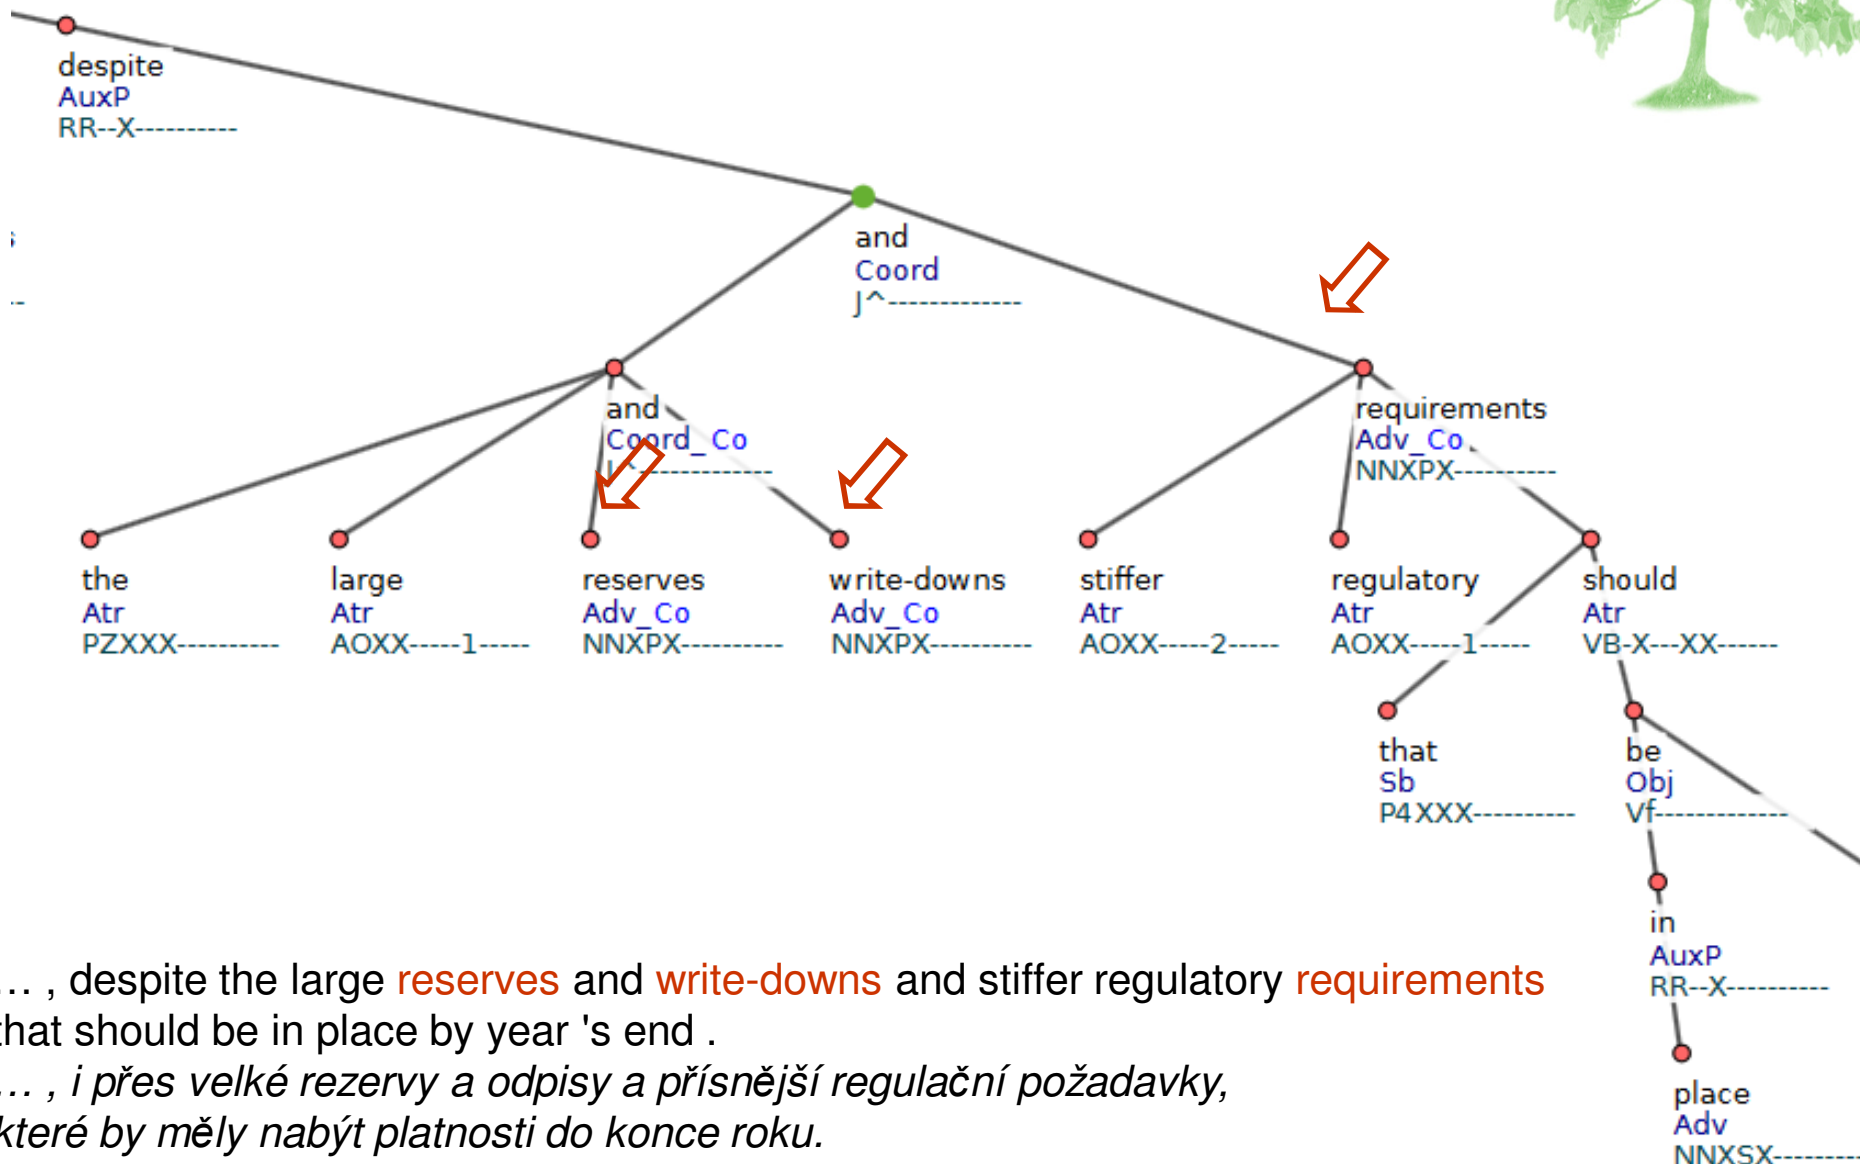 despite
AuxP
RR--X----------
and
Coord
J^-------------
and
Coord_Co
J^-------------
requirements
Adv_Co
NNXPX----------
the
Atr
PZXXX----------
large
Atr
AOXX-----1-----
reserves
Adv_Co
NNXPX----------
write-downs
Adv_Co
NNXPX----------
stiffer
Atr
AOXX-----2-----
regulatory
Atr
AOXX-----1-----
should
Atr
VB-X---XX------
that
Sb
P4XXX----------
be
Obj
Vf-------------
in
AuxP
RR--X----------
place
Adv
NNXSX---------
... , despite the large reserves and write-downs and stiffer regulatory requirements
that should be in place by year 's end .
... , i přes velké rezervy a odpisy a přísnější regulační požadavky,
které by měly nabýt platnosti do konce roku.